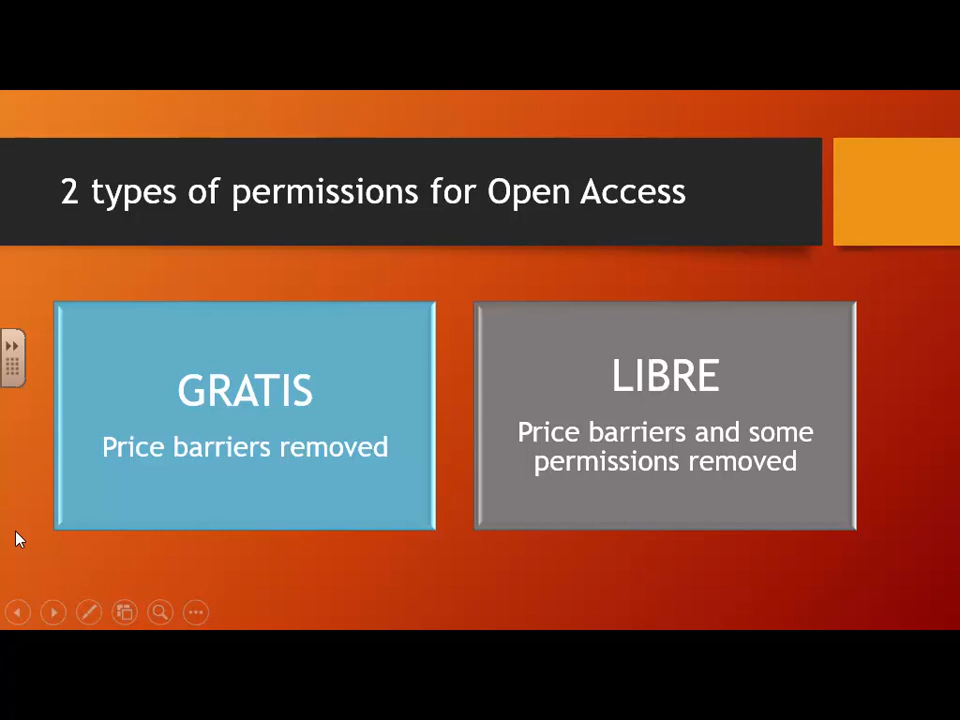 2 types of permissions for Open Access
GRATIS
Price barriers removed
LIBRE
Price barriers and some
permissions removed